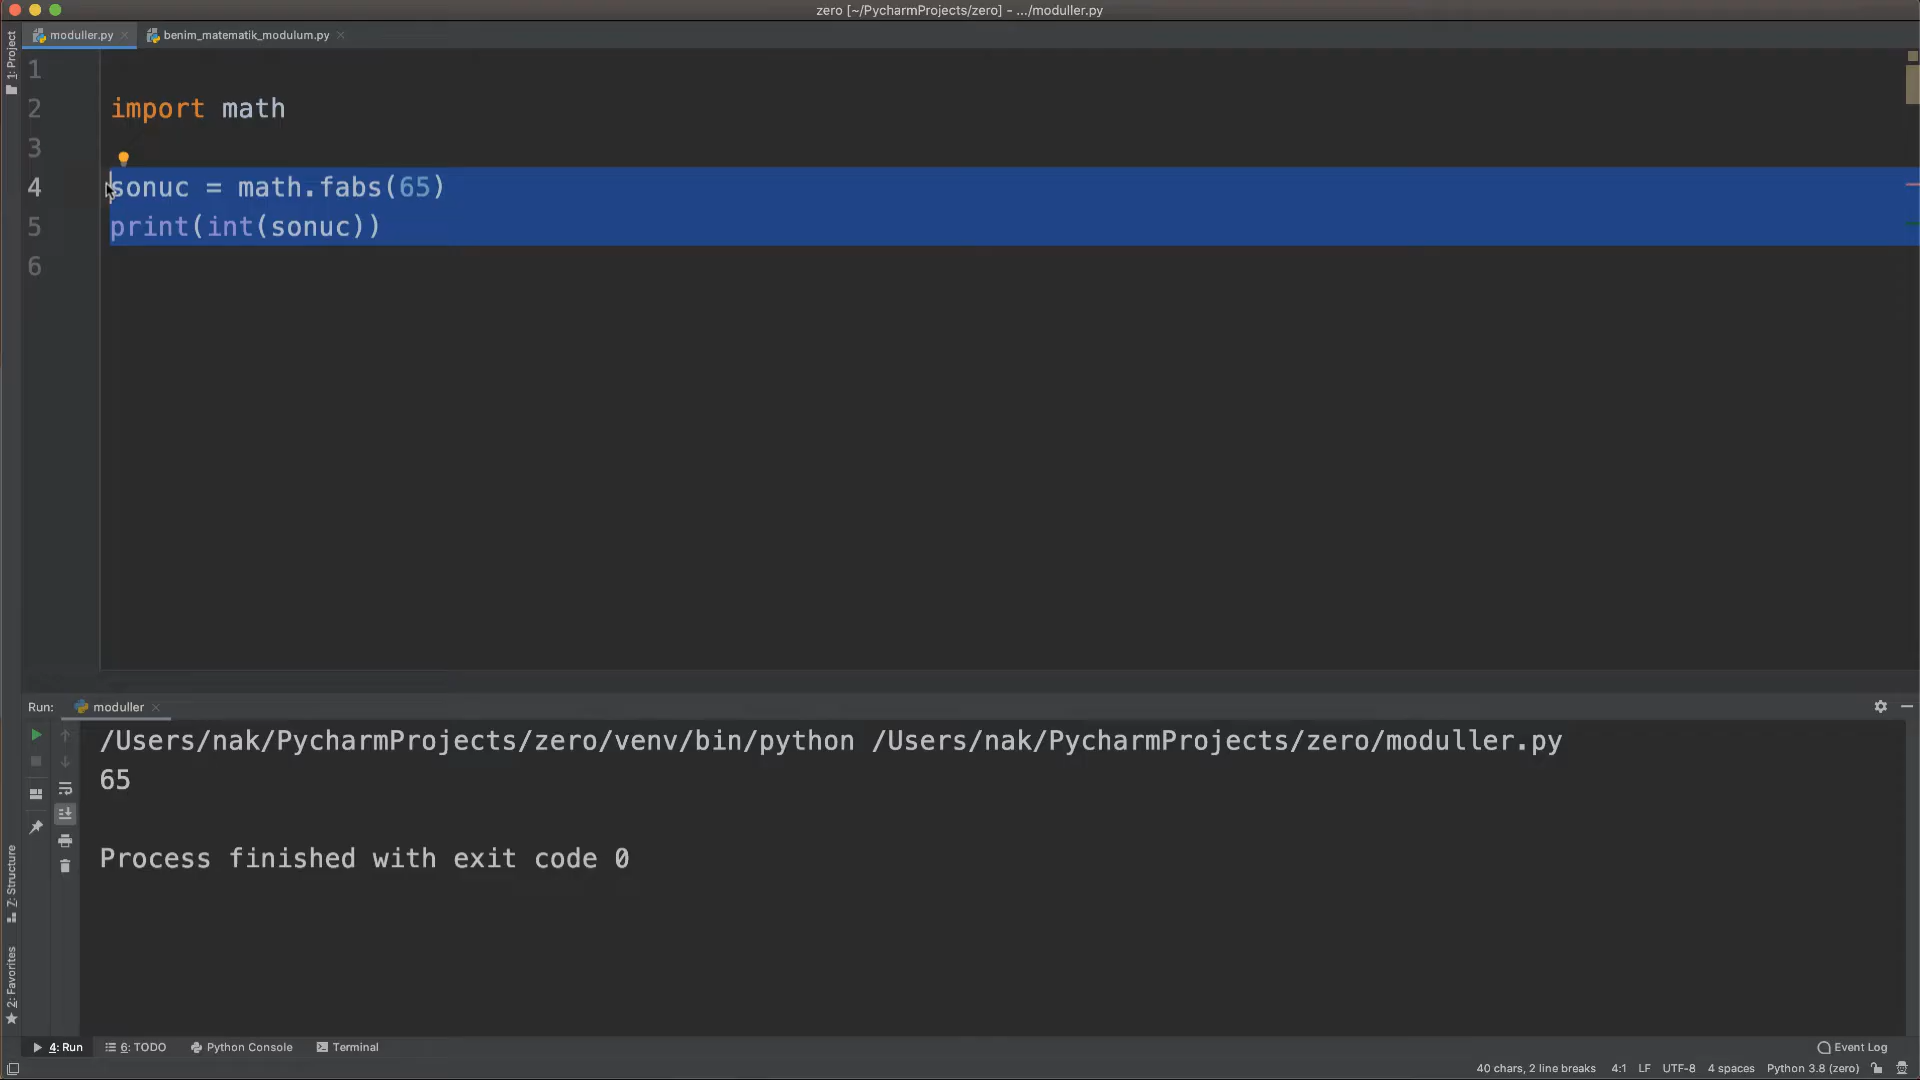 zero [~/PycharmProjects/zero] - .../moduller.py
moduller.py
benim_matematik_modulum.py
1: Project
1
2 import math
3
4 sonuc = math.fabs(65)
5 print(int(sonuc))
6
Run: moduller
/Users/nak/PycharmProjects/zero/venv/bin/python /Users/nak/PycharmProjects/zero/moduller.py
65
Process finished with exit code 0
Z: Structure
2: Favorites
4: Run
6: TODO
Python Console
Terminal
Event Log
40 chars, 2 line breaks 4:1 LF UTF-8 4 spaces Python 3.8 (zero)